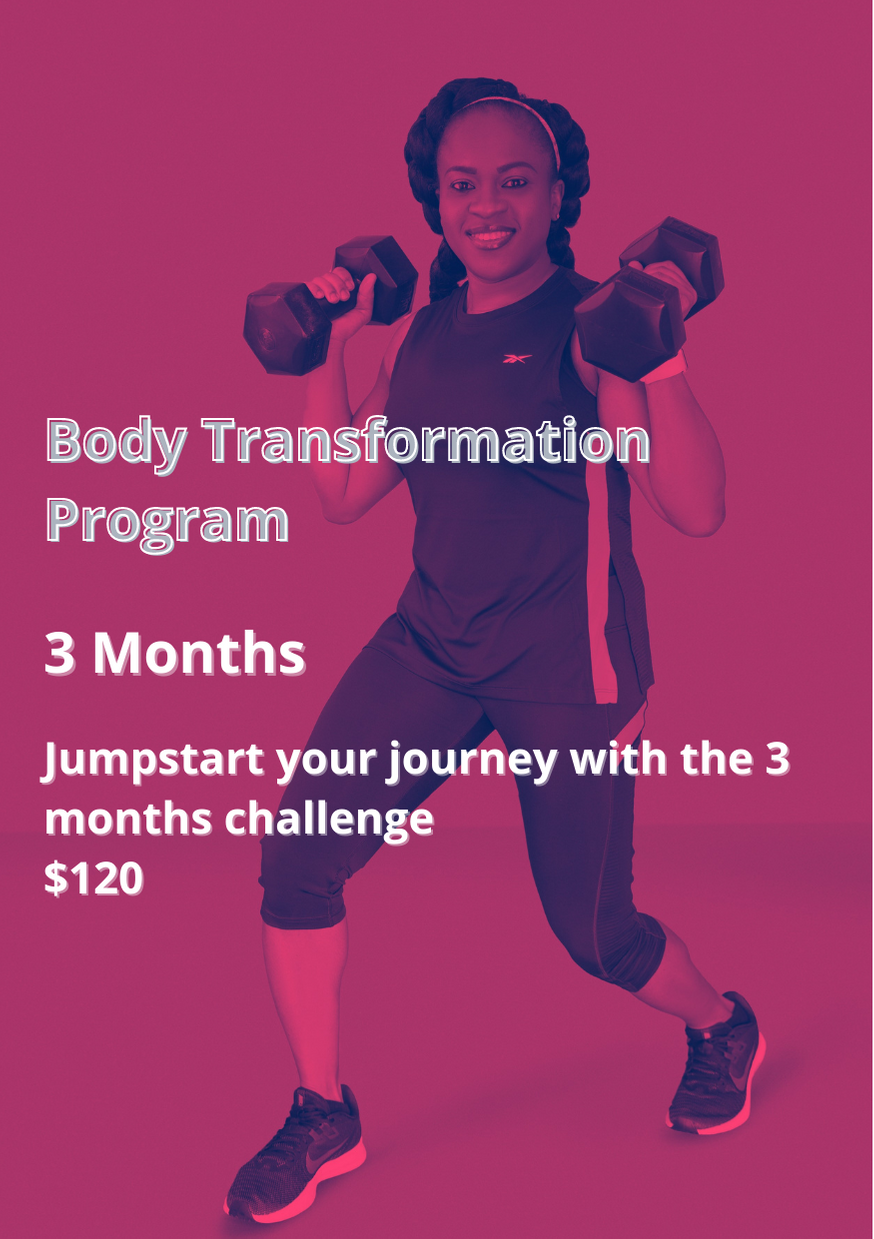 Body Transformation
Program
3 Months
Jumpstart your journey with the 3
months challenge
$120